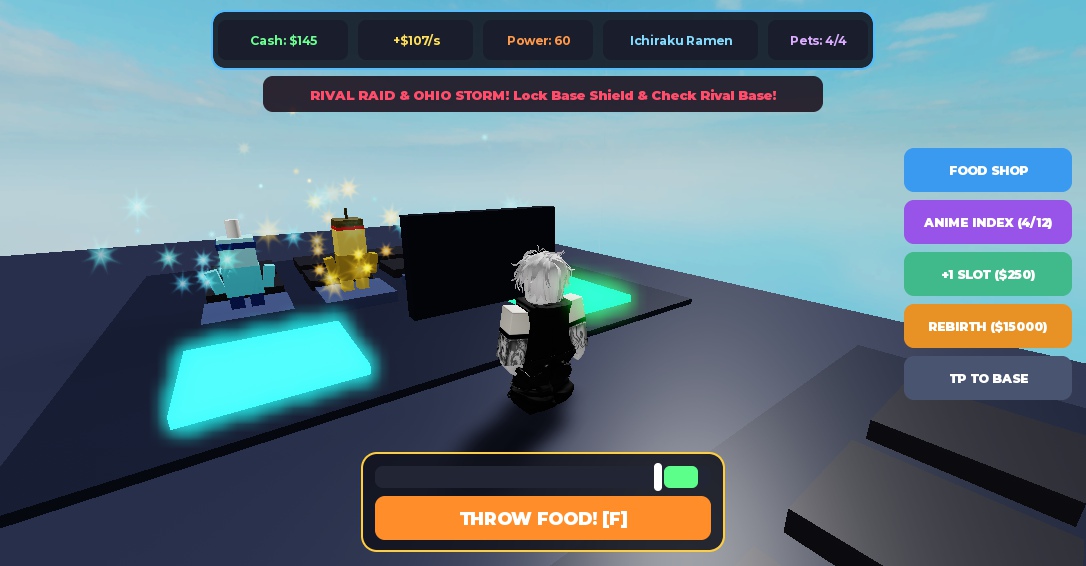 Cash: $145
+$107/s
Power: 60
Ichiraku Ramen
Pets: 4/4
RIVAL RAID & OHIO STORM! Lock Base Shield & Check Rival Base!
FOOD SHOP
ANIME INDEX (4/12)
+1 SLOT ($250)
REBIRTH ($15000)
TP TO BASE
THROW FOOD! [F]